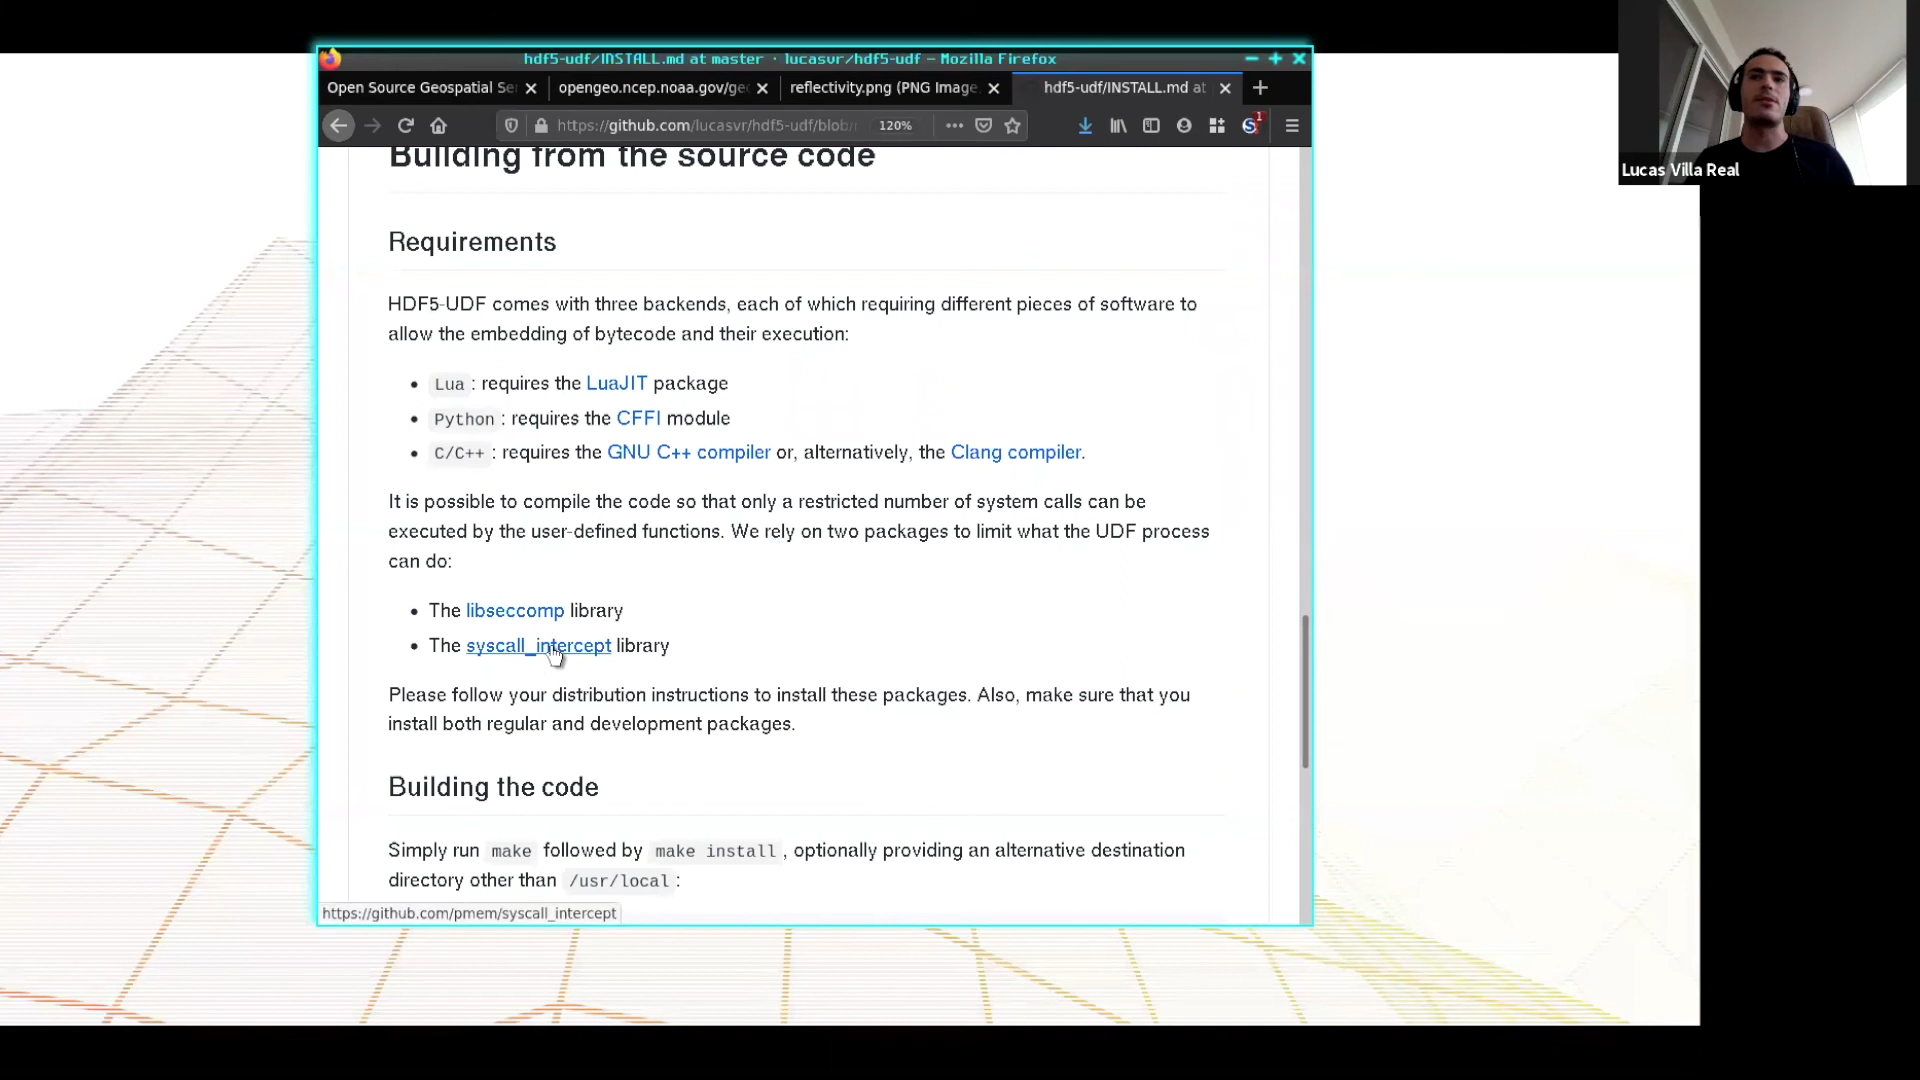 hdf5-udf/INSTALL.md at master · lucasvr/hdf5-udf – Mozilla Firefox
Open Source Geospatial Se
opengeo.ncep.noaa.gov/geo
reflectivity.png (PNG Image,
hdf5-udf/INSTALL.md at
https://github.com/lucasvr/hdf5-udf/blob/
120%
1
Lucas Villa Real
Building from the source code
Requirements
HDF5-UDF comes with three backends, each of which requiring different pieces of software to
allow the embedding of bytecode and their execution:
• Lua : requires the LuaJIT package
• Python : requires the CFFI module
• C/C++ : requires the GNU C++ compiler or, alternatively, the Clang compiler.
It is possible to compile the code so that only a restricted number of system calls can be
executed by the user-defined functions. We rely on two packages to limit what the UDF process
can do:
• The libseccomp library
• The syscall_intercept library
Please follow your distribution instructions to install these packages. Also, make sure that you
install both regular and development packages.
Building the code
Simply run make followed by make install , optionally providing an alternative destination
directory other than /usr/local :
https://github.com/pmem/syscall_intercept